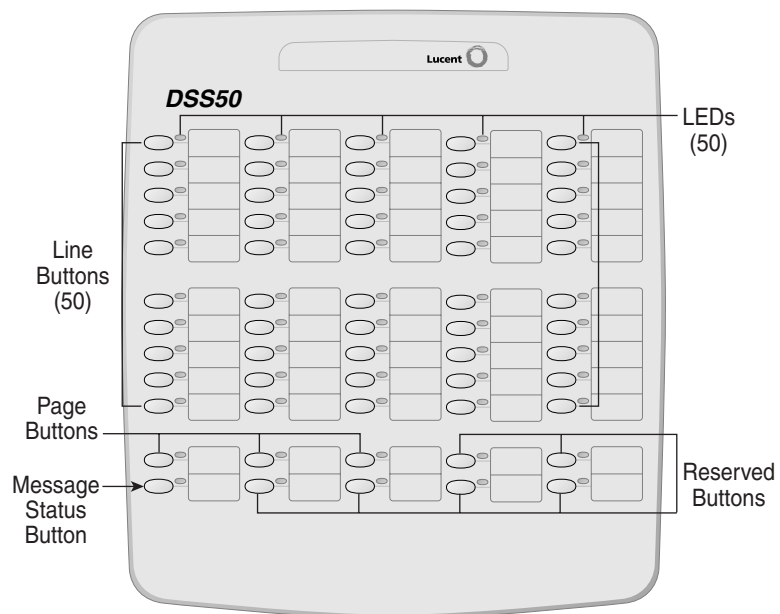 Lucent
DSS50
LEDs
(50)
Line
Buttons
(50)
Page
Buttons
Message
Status
Button
Reserved
Buttons